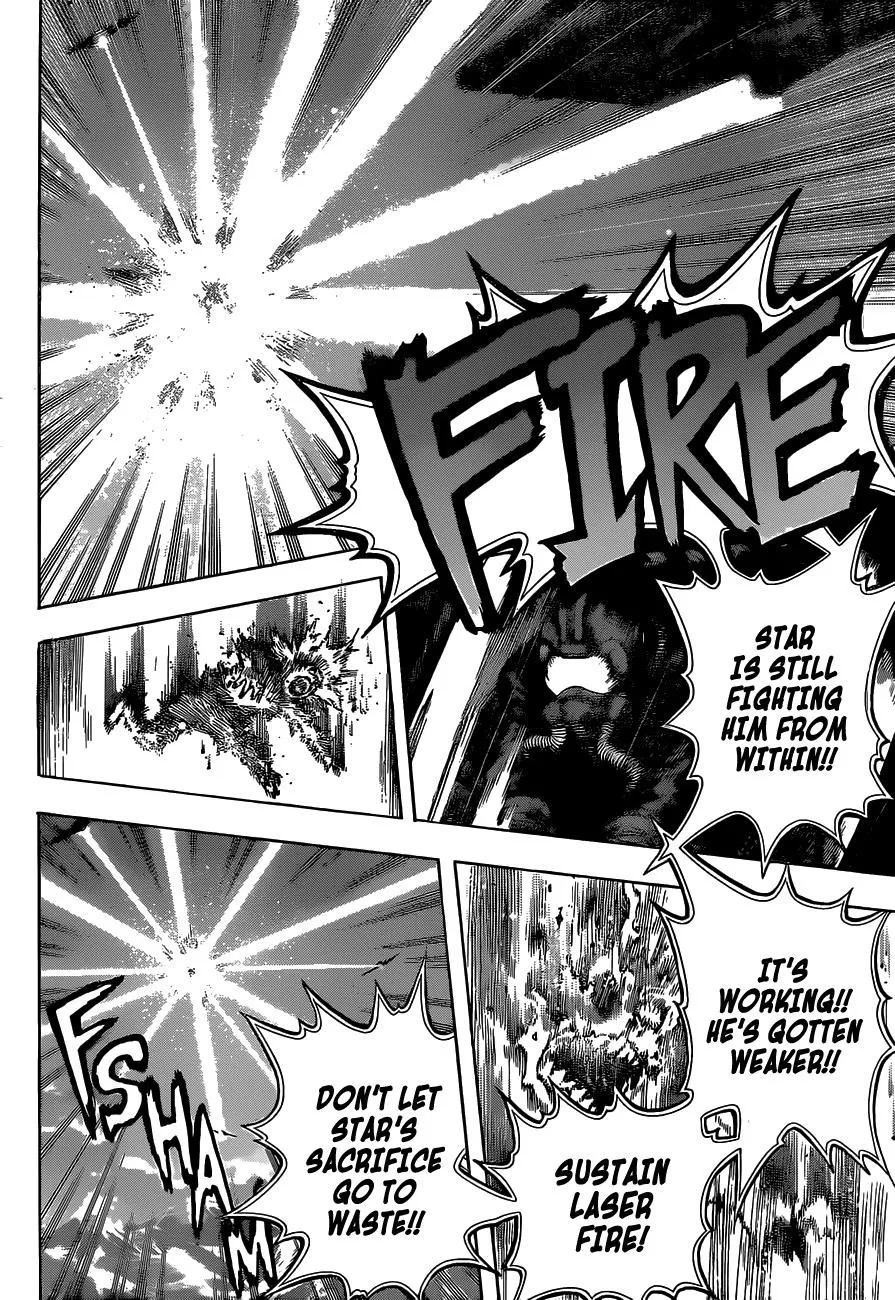 FIRE
STAR
IS STILL
FIGHTING
HIM FROM
WITHIN!!
IT'S
WORKING!!
HE'S GOTTEN
WEAKER!!
SUSTAIN
LASER
FIRE!
DON'T LET
STAR'S
SACRIFICE
GO TO
WASTE!!
FSHAM